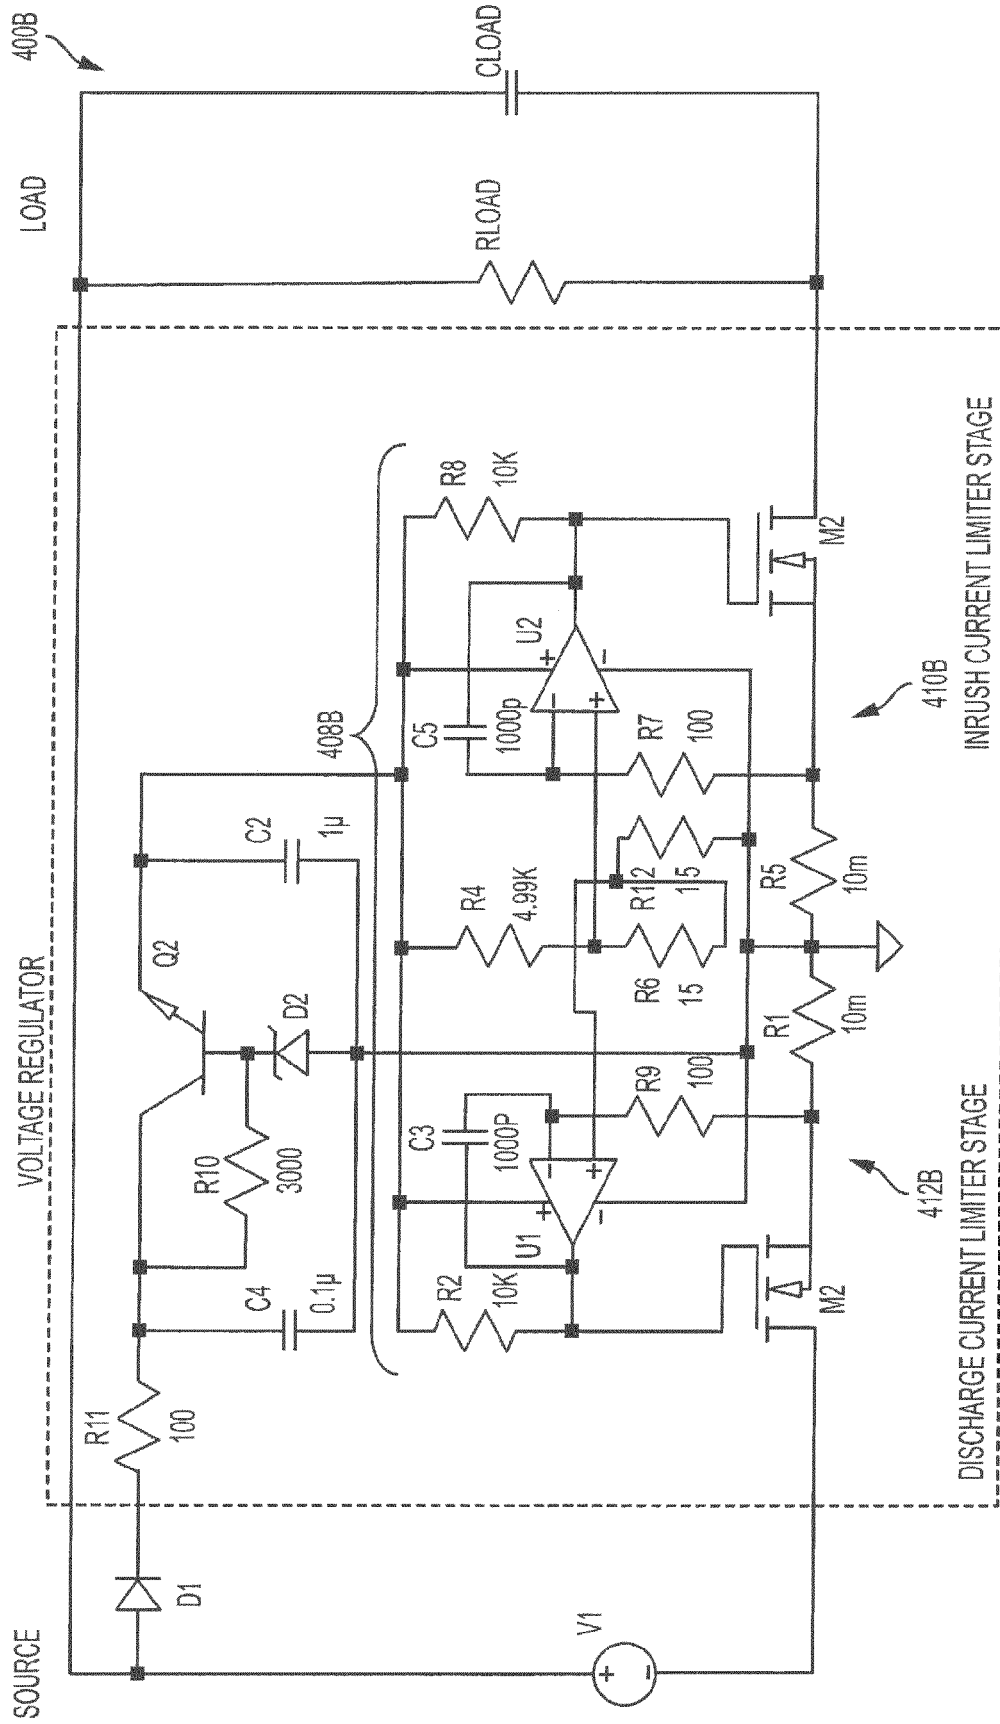 400B
SOURCE
LOAD
VOLTAGE REGULATOR
D1
R11
100
C4
0.1µ
R10
3000
D2
Q2
C2
1µ
408B
V1
CLOAD
RLOAD
R2
10K
C3
1000P
U1
R4
4.99K
C5
1000p
U2
R8
10K
R9
100
R6
15
R12
15
R7
100
M2
R1
10m
R5
10m
M2
412B
410B
DISCHARGE CURRENT LIMITER STAGE
INRUSH CURRENT LIMITER STAGE